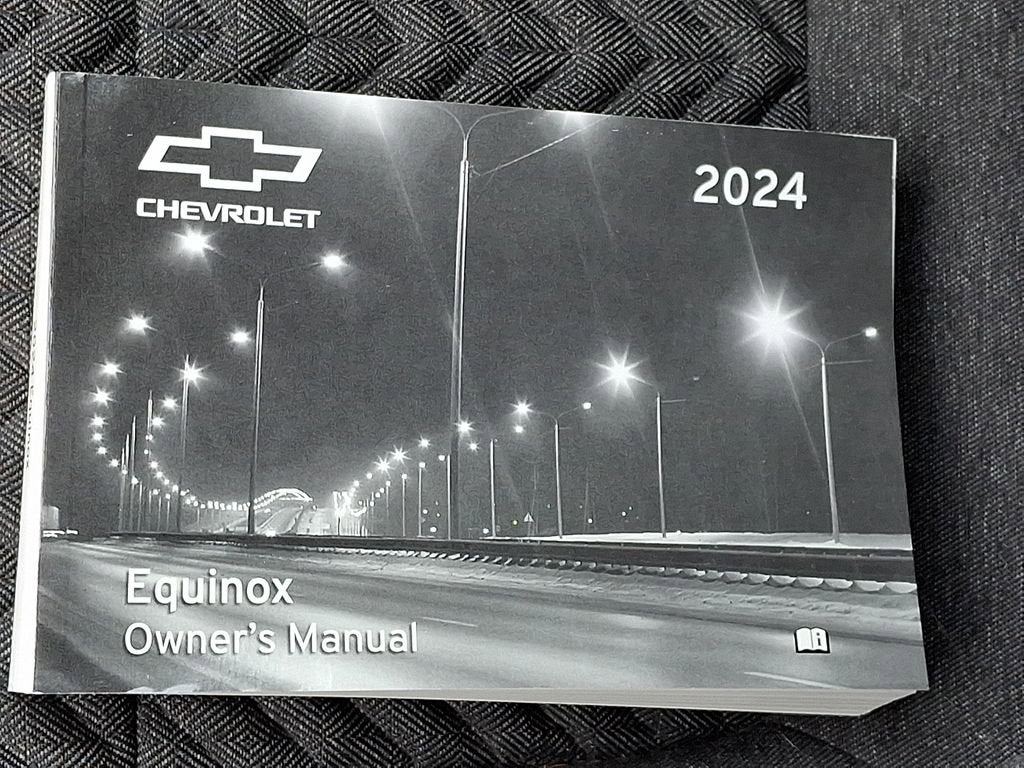 CHEVROLET
2024
Equinox
Owner's Manual